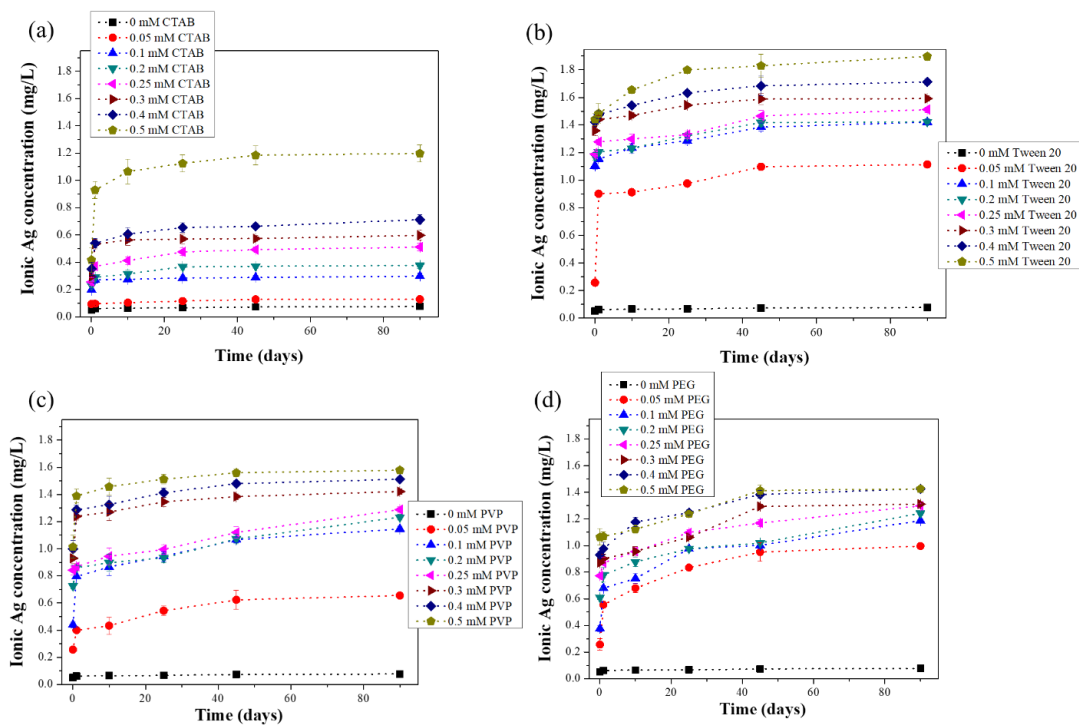 (a)
0 mM CTAB
0.05 mM CTAB
0.1 mM CTAB
0.2 mM CTAB
0.25 mM CTAB
0.3 mM CTAB
0.4 mM CTAB
0.5 mM CTAB
Ionic Ag concentration (mg/L)
1.8
1.6
1.4
1.2
1.0
0.8
0.6
0.4
0.2
0.0
0 20 40 60 80
Time (days)
(b)
Ionic Ag concentration (mg/L)
1.8
1.6
1.4
1.2
1.0
0.8
0.6
0.4
0.2
0.0
0 mM Tween 20
0.05 mM Tween 20
0.1 mM Tween 20
0.2 mM Tween 20
0.25 mM Tween 20
0.3 mM Tween 20
0.4 mM Tween 20
0.5 mM Tween 20
0 20 40 60 80
Time (days)
(c)
Ionic Ag concentration (mg/L)
1.8
1.6
1.4
1.2
1.0
0.8
0.6
0.4
0.2
0.0
0 mM PVP
0.05 mM PVP
0.1 mM PVP
0.2 mM PVP
0.25 mM PVP
0.3 mM PVP
0.4 mM PVP
0.5 mM PVP
0 20 40 60 80
Time (days)
(d)
0 mM PEG
0.05 mM PEG
0.1 mM PEG
0.2 mM PEG
0.25 mM PEG
0.3 mM PEG
0.4 mM PEG
0.5 mM PEG
Ionic Ag concentration (mg/L)
1.8
1.6
1.4
1.2
1.0
0.8
0.6
0.4
0.2
0.0
0 20 40 60 80
Time (days)